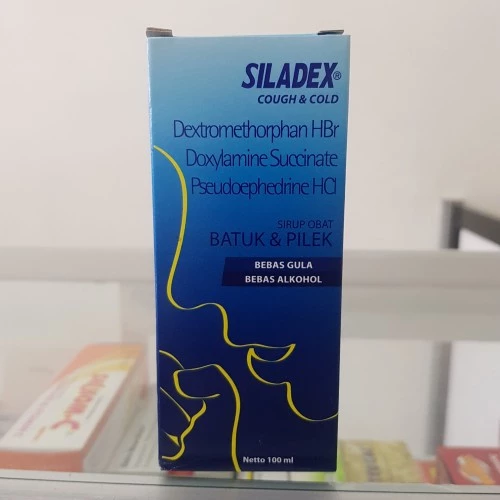 SILADEX®
COUGH & COLD
Dextromethorphan HBr
Doxylamine Succinate
Pseudoephedrine HCl
SIRUP OBAT
BATUK & PILEK
BEBAS GULA
BEBAS ALKOHOL
Netto 100 ml